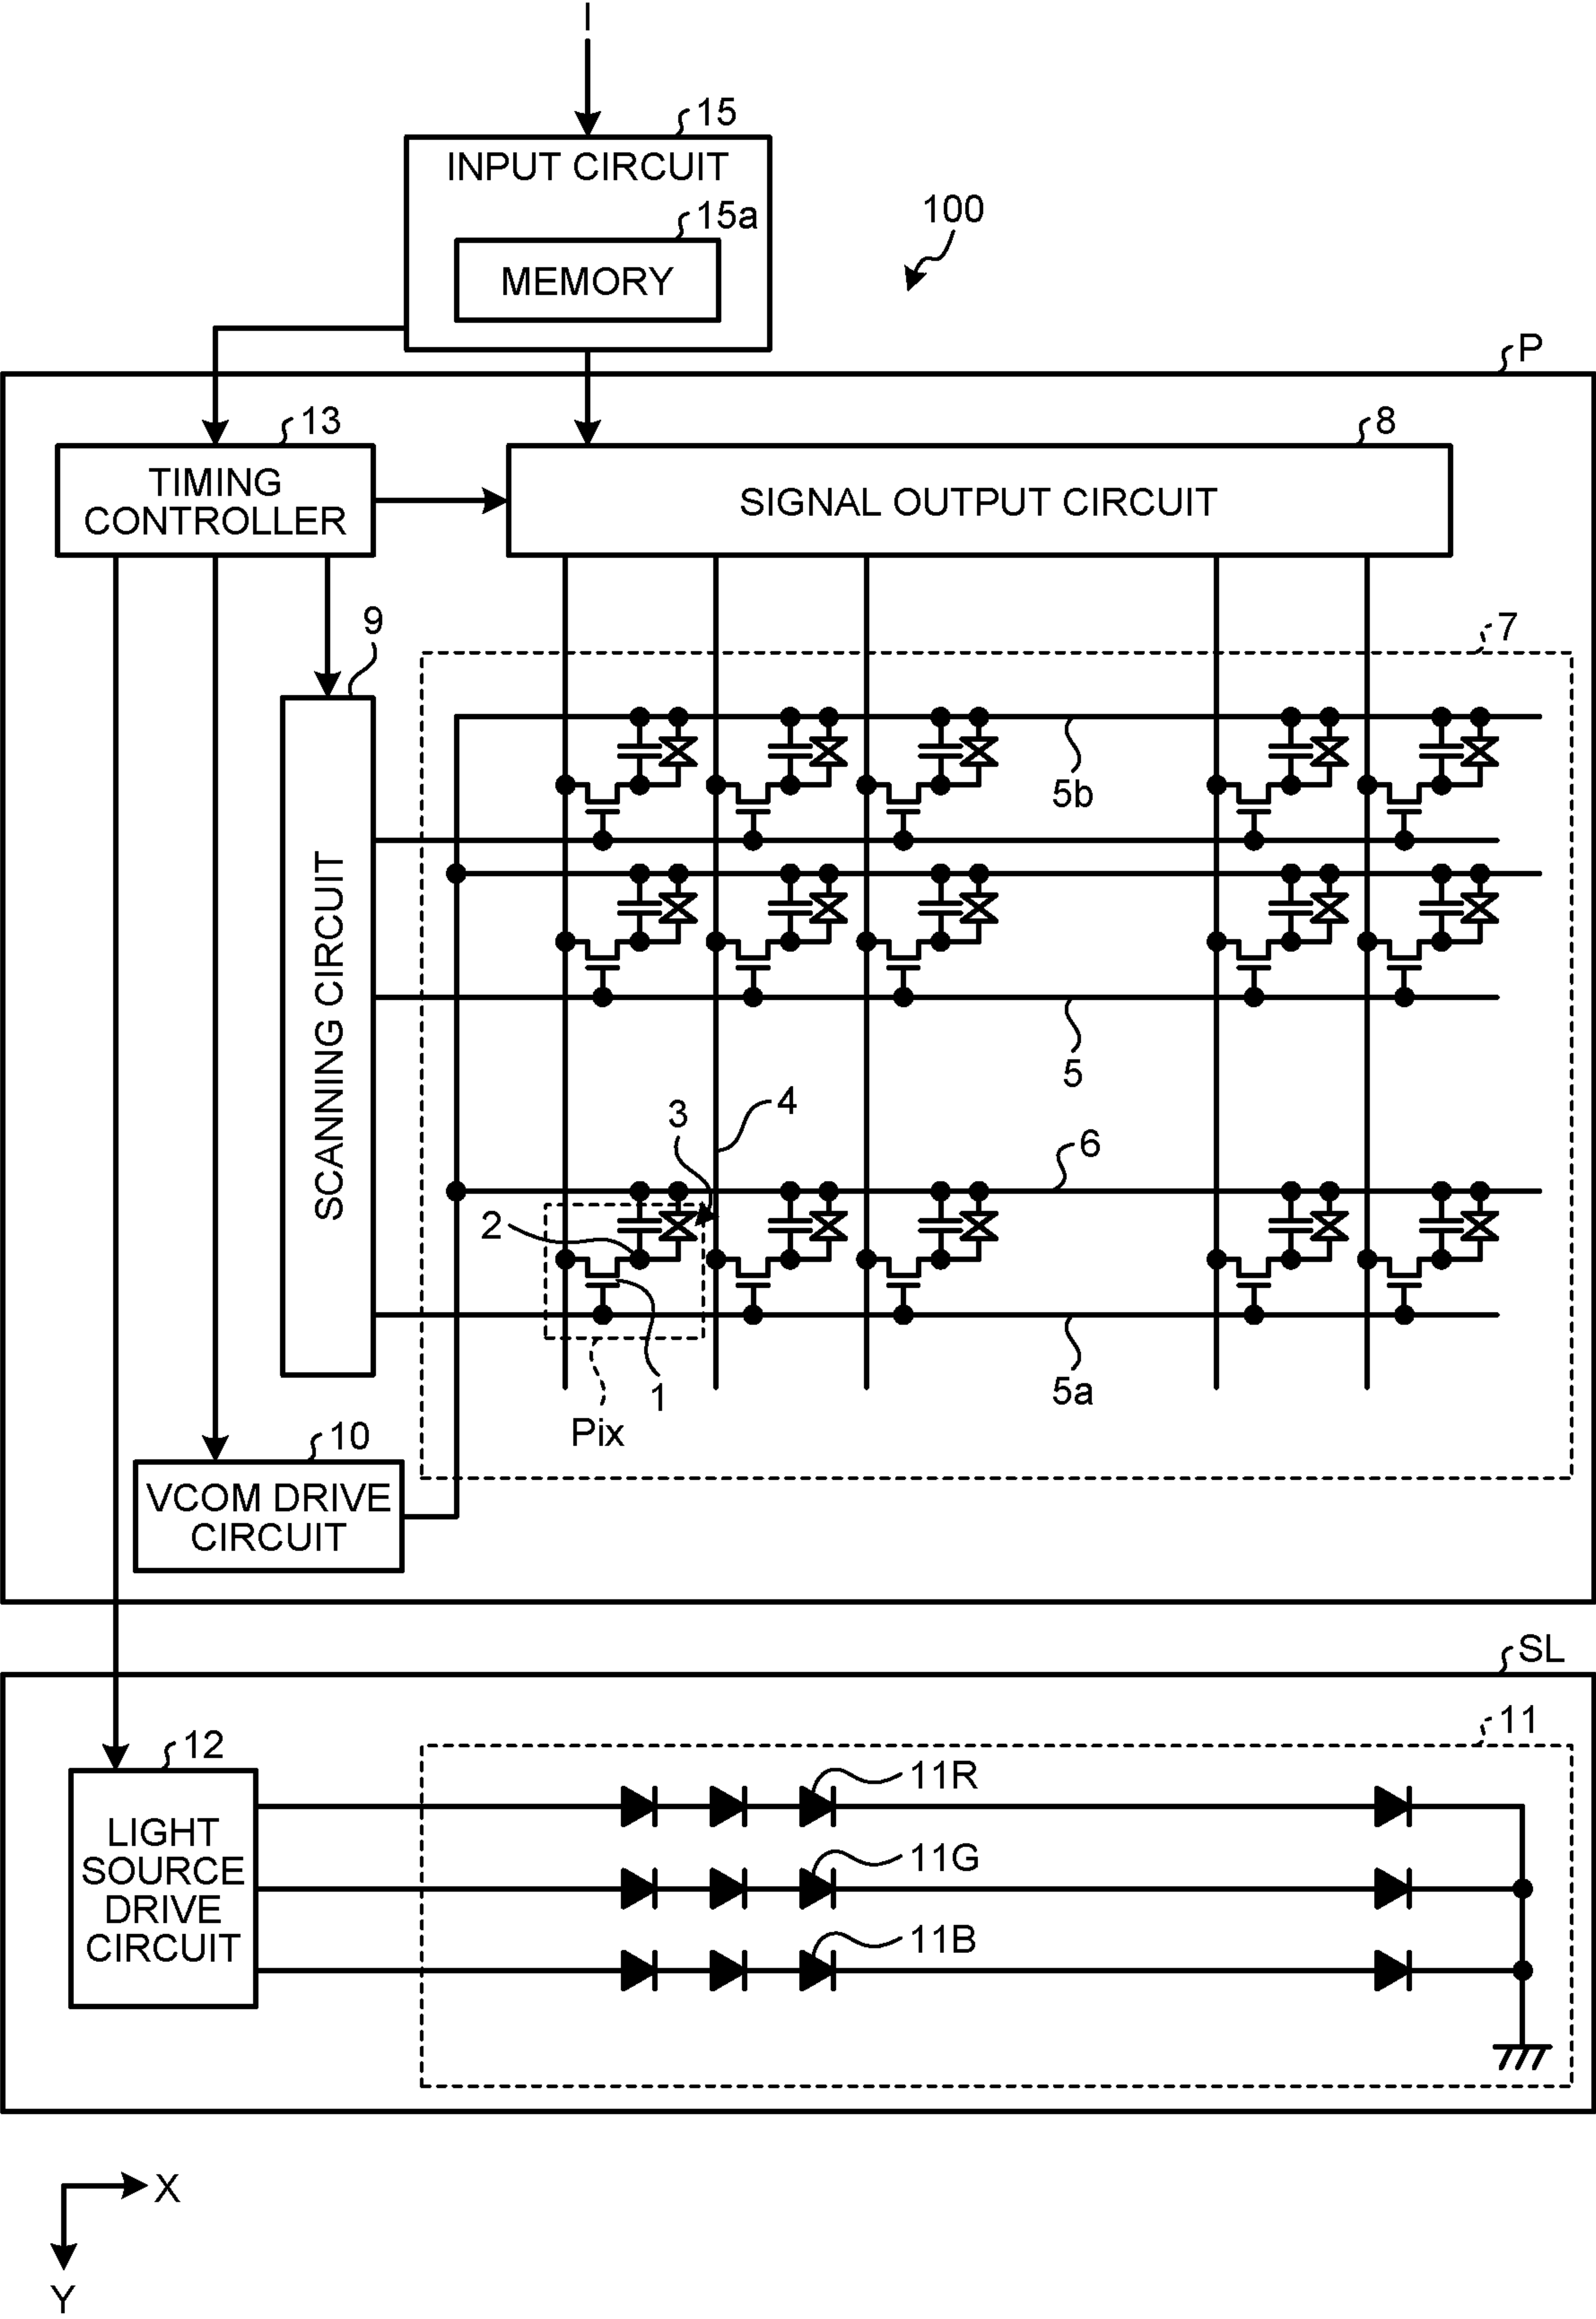 I
15
INPUT CIRCUIT
15a
MEMORY
100
P
13
TIMING
CONTROLLER
8
SIGNAL OUTPUT CIRCUIT
9
SCANNING CIRCUIT
7
5b
5
3
4
6
2
1
Pix
5a
10
VCOM DRIVE
CIRCUIT
SL
12
LIGHT
SOURCE
DRIVE
CIRCUIT
11
11R
11G
11B
X
Y